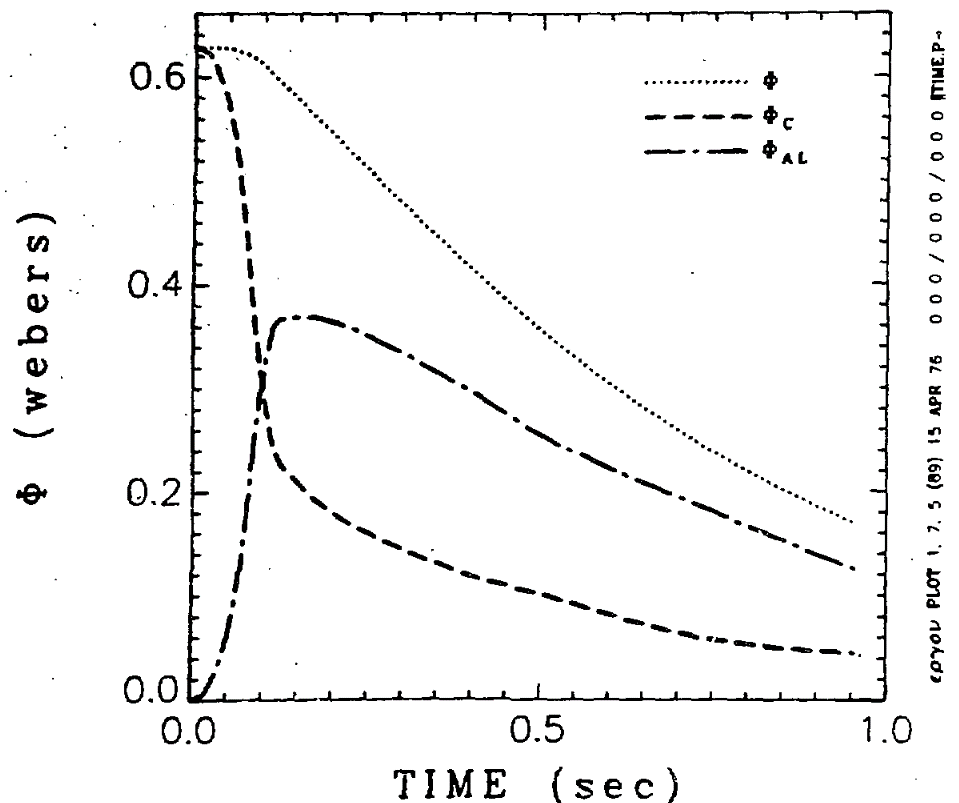 0.6
0.4
0.2
0.0
Φ (webers)
Φ
ΦC
ΦAL
0.0
0.5
1.0
TIME (sec)
PLOT 1, 7, 5 (89) 15 APR 76 000/000/000